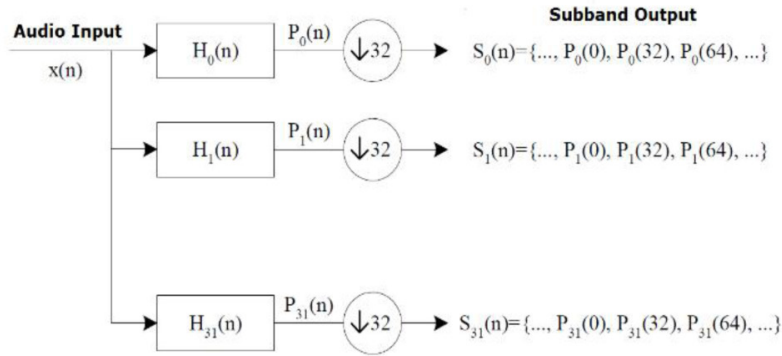 Subband Output
Audio Input
x(n)
H₀(n)
P₀(n)
↓32
S₀(n)={..., P₀(0), P₀(32), P₀(64), ...}
H₁(n)
P₁(n)
↓32
S₁(n)={..., P₁(0), P₁(32), P₁(64), ...}
H₃₁(n)
P₃₁(n)
↓32
S₃₁(n)={..., P₃₁(0), P₃₁(32), P₃₁(64), ...}